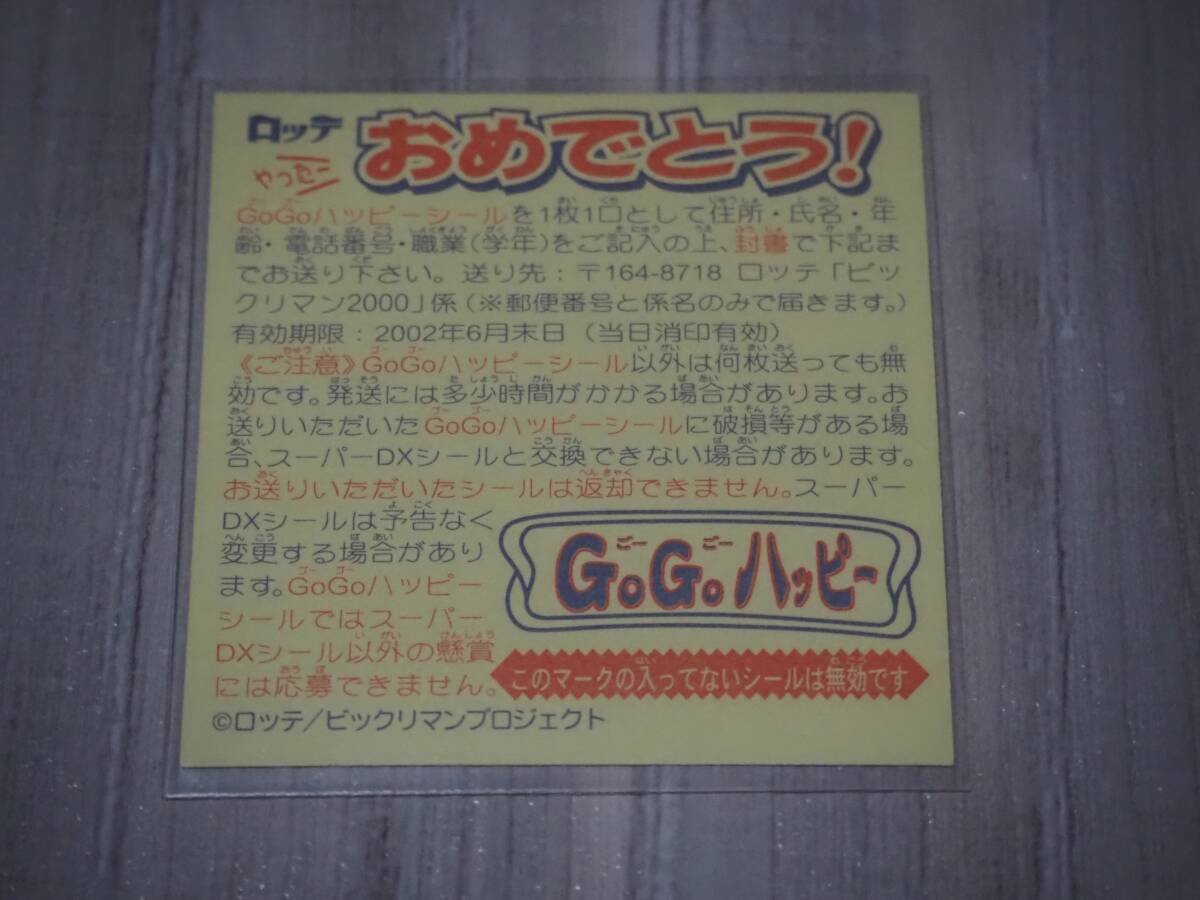 ロッテ おめでとう!
やったー
GoGoハッピーシールを1枚1口として住所・氏名・年
齢・電話番号・職業(学年)をご記入の上、封書で下記ま
でお送り下さい。送り先:〒164-8718 ロッテ「ビッ
クリマン2000」係(※郵便番号と係名のみで届きます。)
有効期限:2002年6月末日(当日消印有効)
《ご注意》GoGoハッピーシール以外は何枚送っても無
効です。発送には多少時間がかかる場合があります。お
送りいただいたGoGoハッピーシールに破損等がある場
合、スーパーDXシールと交換できない場合があります。
お送りいただいたシールは返却できません。スーパー
DXシールは予告なく
変更する場合があり
ます。GoGoハッピー
シールではスーパー
DXシール以外の懸賞
には応募できません。
GoGoハッピー
このマークの入ってないシールは無効です
©ロッテ/ビックリマンプロジェクト